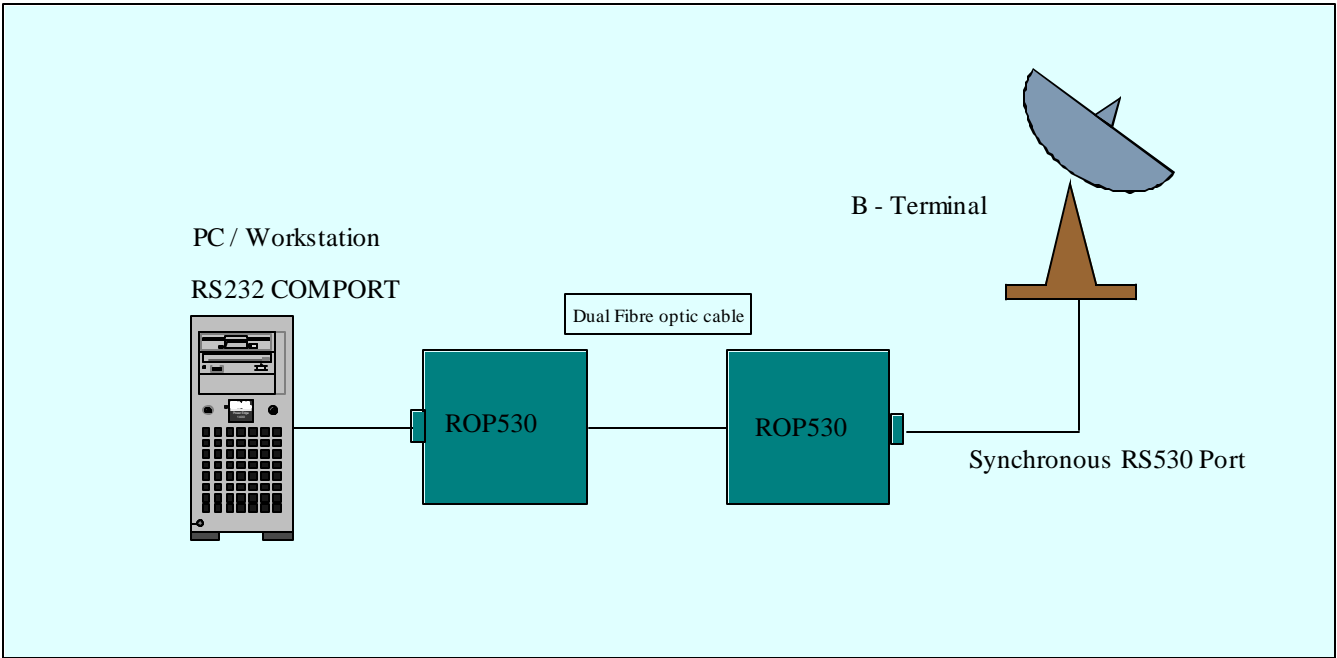 B - Terminal
PC / Workstation
RS232 COMPORT
Dual Fibre optic cable
ROP530
ROP530
Synchronous RS530 Port